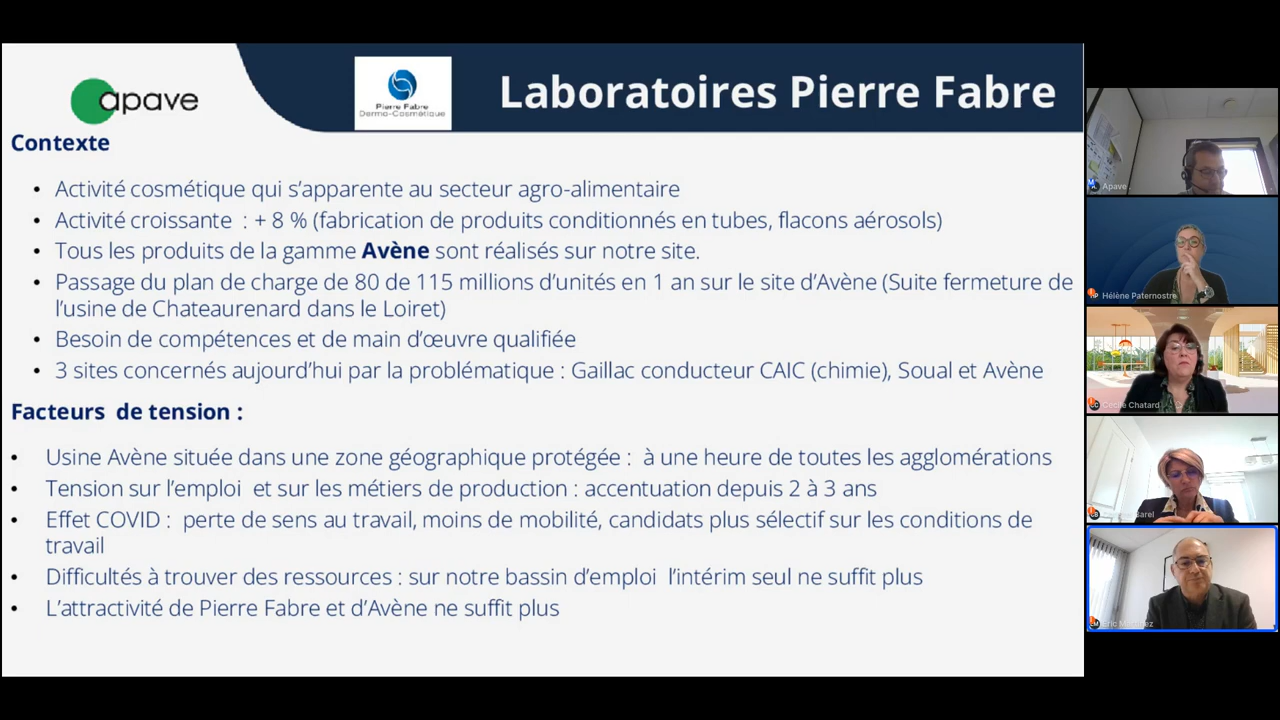 apave
Pierre Fabre
Dermo-Cosmétique
Laboratoires Pierre Fabre
Contexte
• Activité cosmétique qui s’apparente au secteur agro-alimentaire
• Activité croissante : + 8 % (fabrication de produits conditionnés en tubes, flacons aérosols)
• Tous les produits de la gamme Avène sont réalisés sur notre site.
• Passage du plan de charge de 80 de 115 millions d’unités en 1 an sur le site d’Avène (Suite fermeture de
l’usine de Chateaurenard dans le Loiret)
• Besoin de compétences et de main d’œuvre qualifiée
• 3 sites concernés aujourd’hui par la problématique : Gaillac conducteur CAIC (chimie), Soual et Avène
Facteurs de tension :
• Usine Avène située dans une zone géographique protégée : à une heure de toutes les agglomérations
• Tension sur l’emploi et sur les métiers de production : accentuation depuis 2 à 3 ans
• Effet COVID : perte de sens au travail, moins de mobilité, candidats plus sélectif sur les conditions de
travail
• Difficultés à trouver des ressources : sur notre bassin d’emploi l’intérim seul ne suffit plus
• L’attractivité de Pierre Fabre et d’Avène ne suffit plus
Apave
Hélène Paternostre
Cecile Chatard